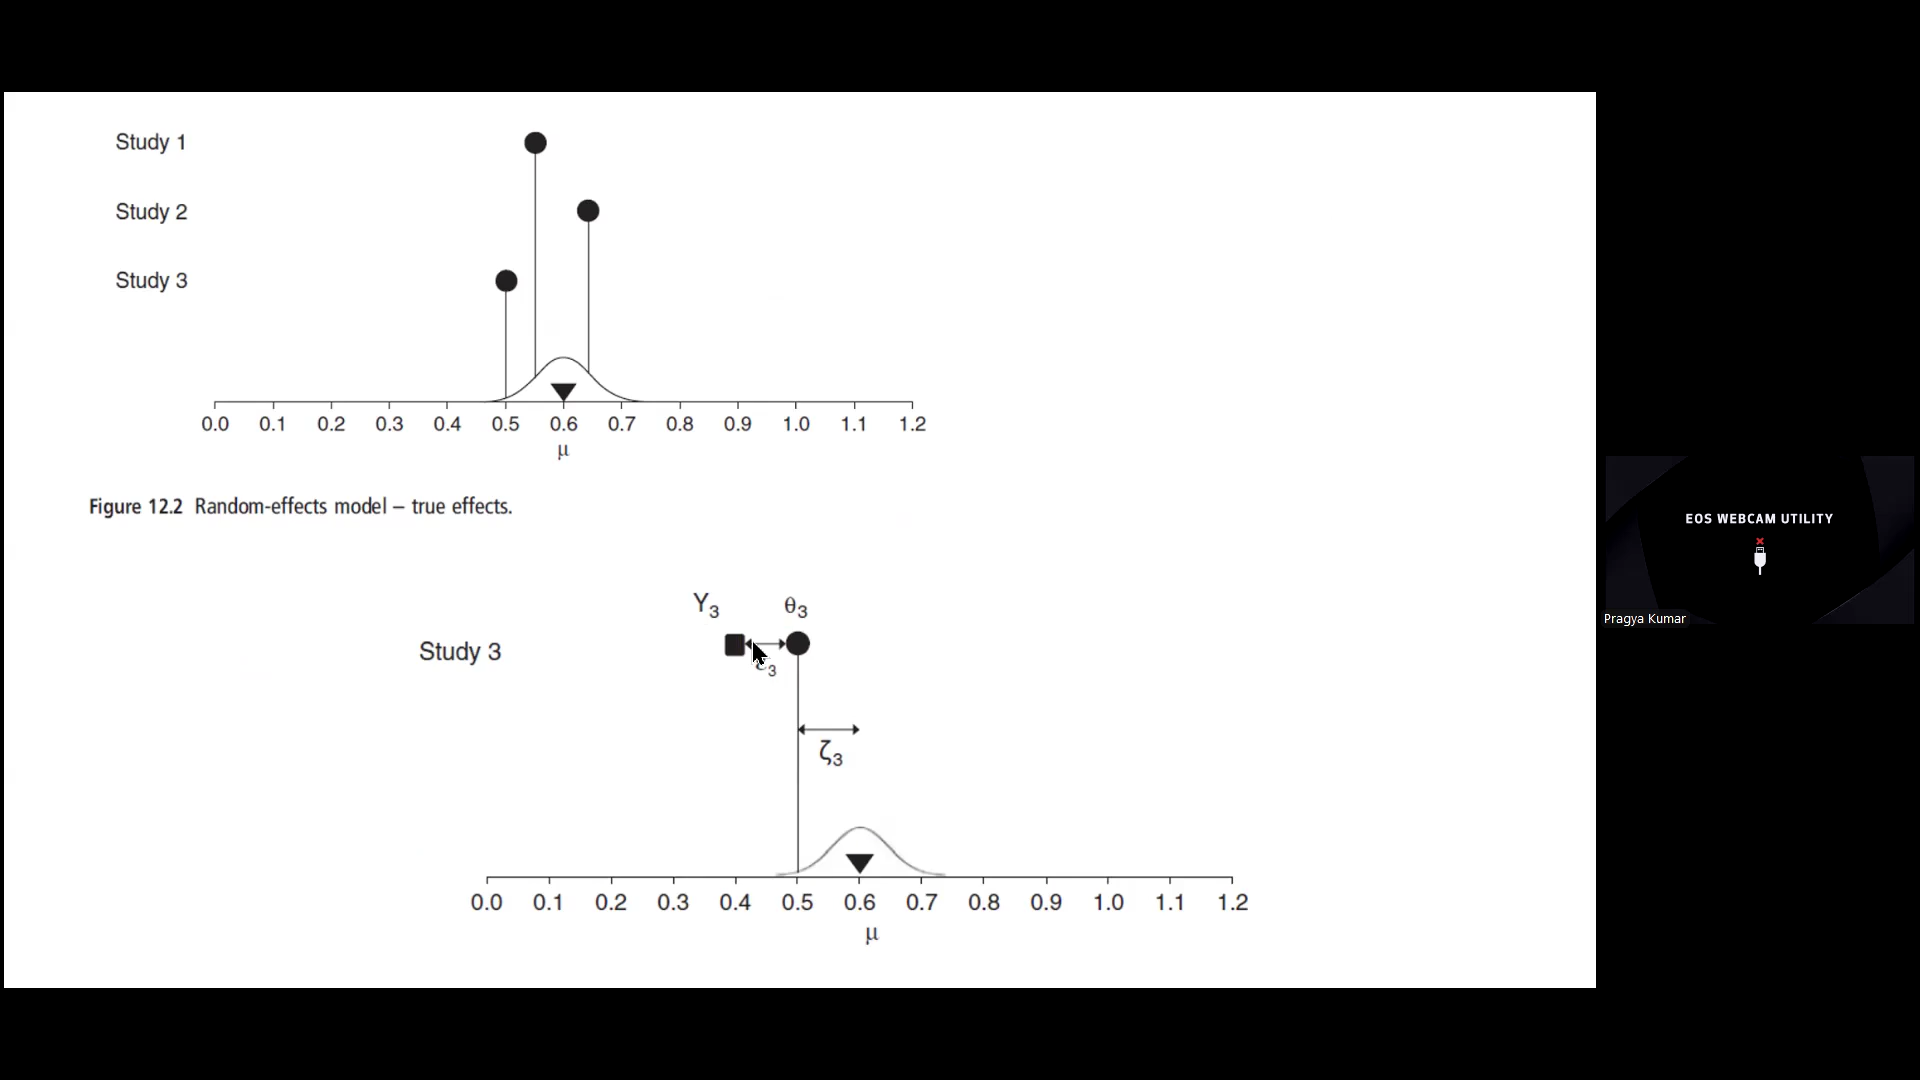 Study 1
Study 2
Study 3
0.0 0.1 0.2 0.3 0.4 0.5 0.6 0.7 0.8 0.9 1.0 1.1 1.2
μ
Figure 12.2 Random-effects model – true effects.
Y₃ θ₃
Study 3
ε₃
ζ₃
0.0 0.1 0.2 0.3 0.4 0.5 0.6 0.7 0.8 0.9 1.0 1.1 1.2
μ
EOS WEBCAM UTILITY
Pragya Kumar